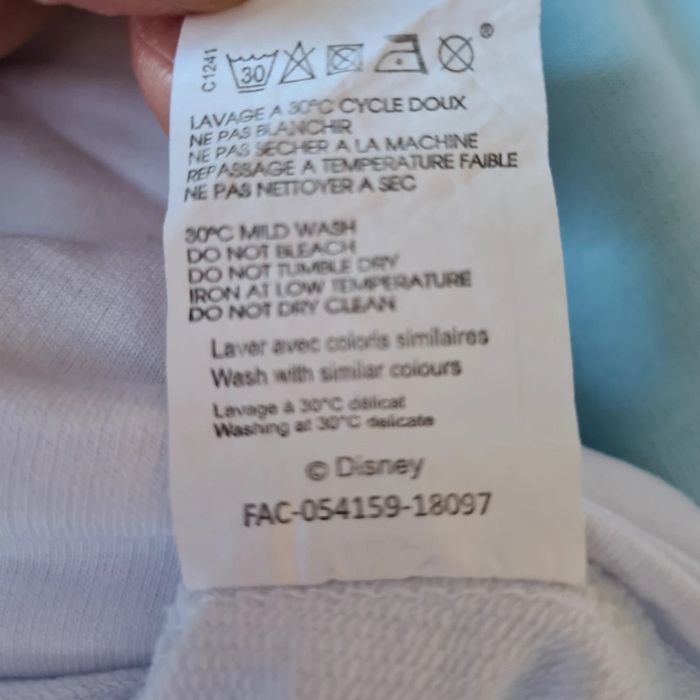 C1241
30
®
LAVAGE A 30°C CYCLE DOUX
NE PAS BLANCHIR
NE PAS SECHER A LA MACHINE
REPASSAGE A TEMPERATURE FAIBLE
NE PAS NETTOYER A SEC
30°C MILD WASH
DO NOT BLEACH
DO NOT TUMBLE DRY
IRON AT LOW TEMPERATURE
DO NOT DRY CLEAN
Laver avec coloris similaires
Wash with similar colours
Lavage à 30°C délicat
Washing at 30°C delicate
© Disney
FAC-054159-18097